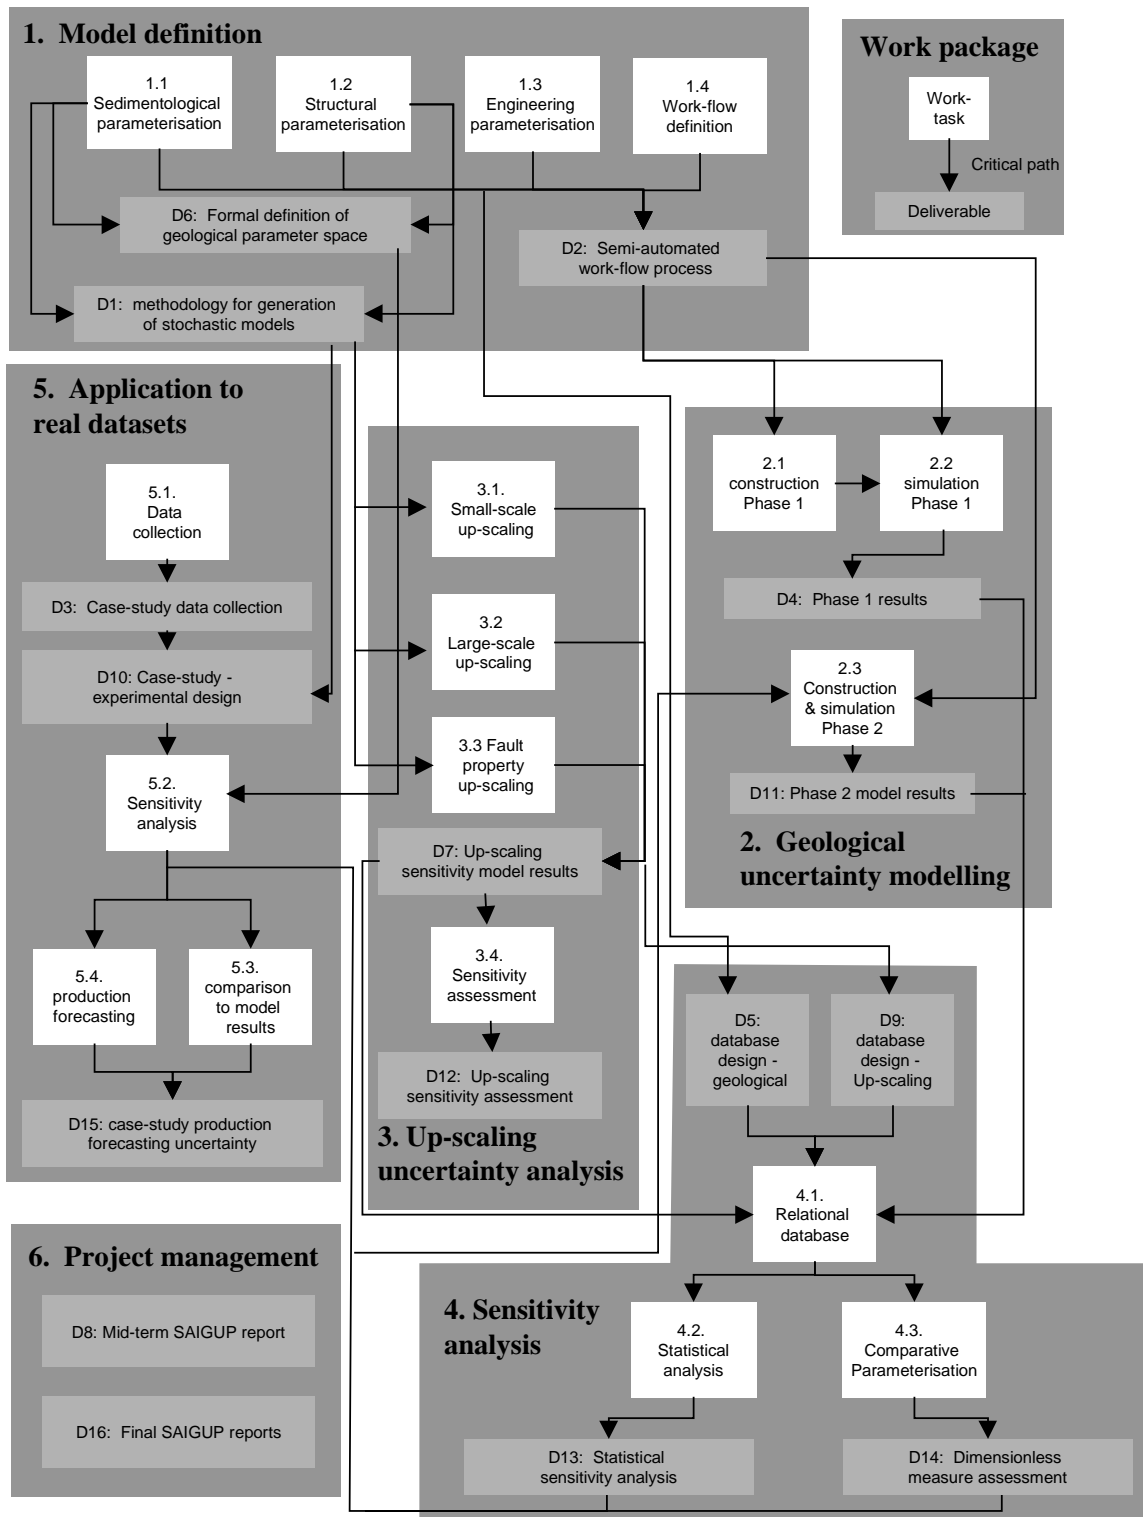 1. Model definition
1.1
Sedimentological
parameterisation
1.2
Structural
parameterisation
1.3
Engineering
parameterisation
1.4
Work-flow
definition
D6: Formal definition of
geological parameter space
D2: Semi-automated
work-flow process
D1: methodology for generation
of stochastic models
Work package
Work-
task
Critical path
Deliverable
5. Application to
real datasets
5.1.
Data
collection
D3: Case-study data collection
D10: Case-study -
experimental design
5.2.
Sensitivity
analysis
5.4.
production
forecasting
5.3.
comparison
to model
results
D15: case-study production
forecasting uncertainty
3.1.
Small-scale
up-scaling
3.2
Large-scale
up-scaling
3.3 Fault
property
up-scaling
D7: Up-scaling
sensitivity model results
3.4.
Sensitivity
assessment
D12: Up-scaling
sensitivity assessment
3. Up-scaling
uncertainty analysis
2.1
construction
Phase 1
2.2
simulation
Phase 1
D4: Phase 1 results
2.3
Construction
& simulation
Phase 2
D11: Phase 2 model results
2. Geological
uncertainty modelling
D5:
database
design -
geological
D9:
database
design -
Up-scaling
4.1.
Relational
database
4. Sensitivity
analysis
4.2.
Statistical
analysis
4.3.
Comparative
Parameterisation
D13: Statistical
sensitivity analysis
D14: Dimensionless
measure assessment
6. Project management
D8: Mid-term SAIGUP report
D16: Final SAIGUP reports